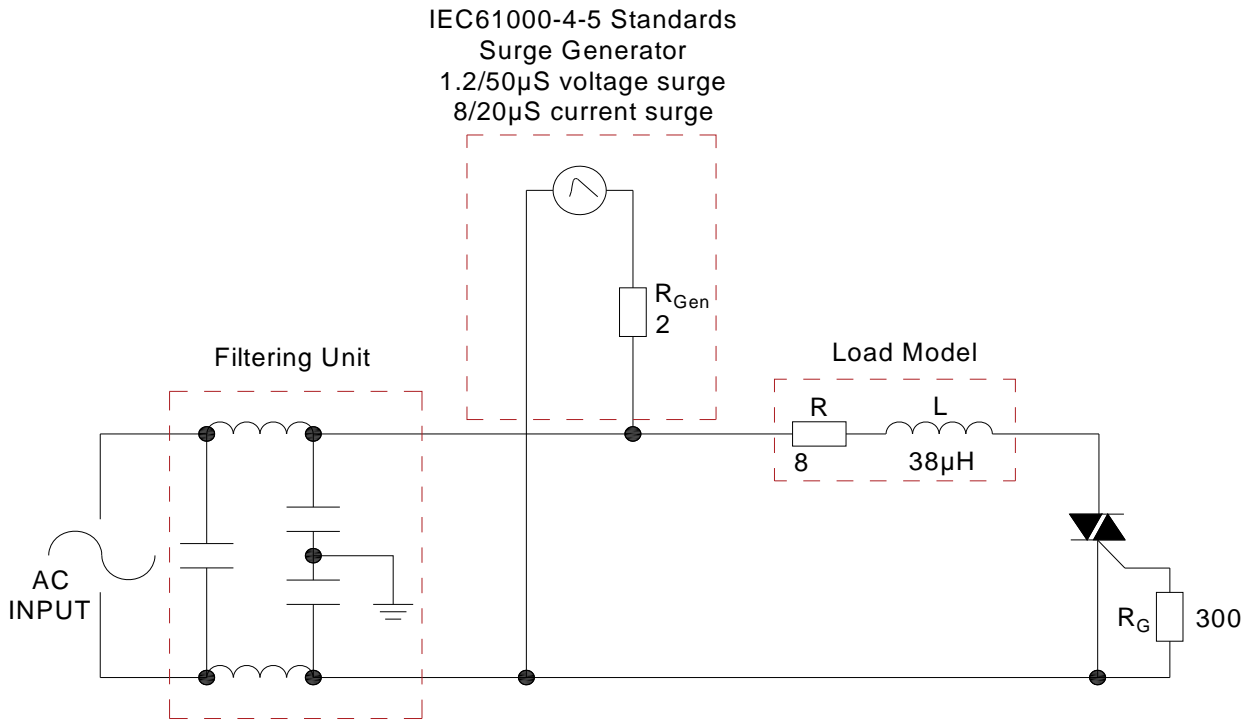 IEC61000-4-5 Standards
Surge Generator
1.2/50µS voltage surge
8/20µS current surge
RGen
2
Filtering Unit
Load Model
R
L
8
38µH
AC
INPUT
RG
300